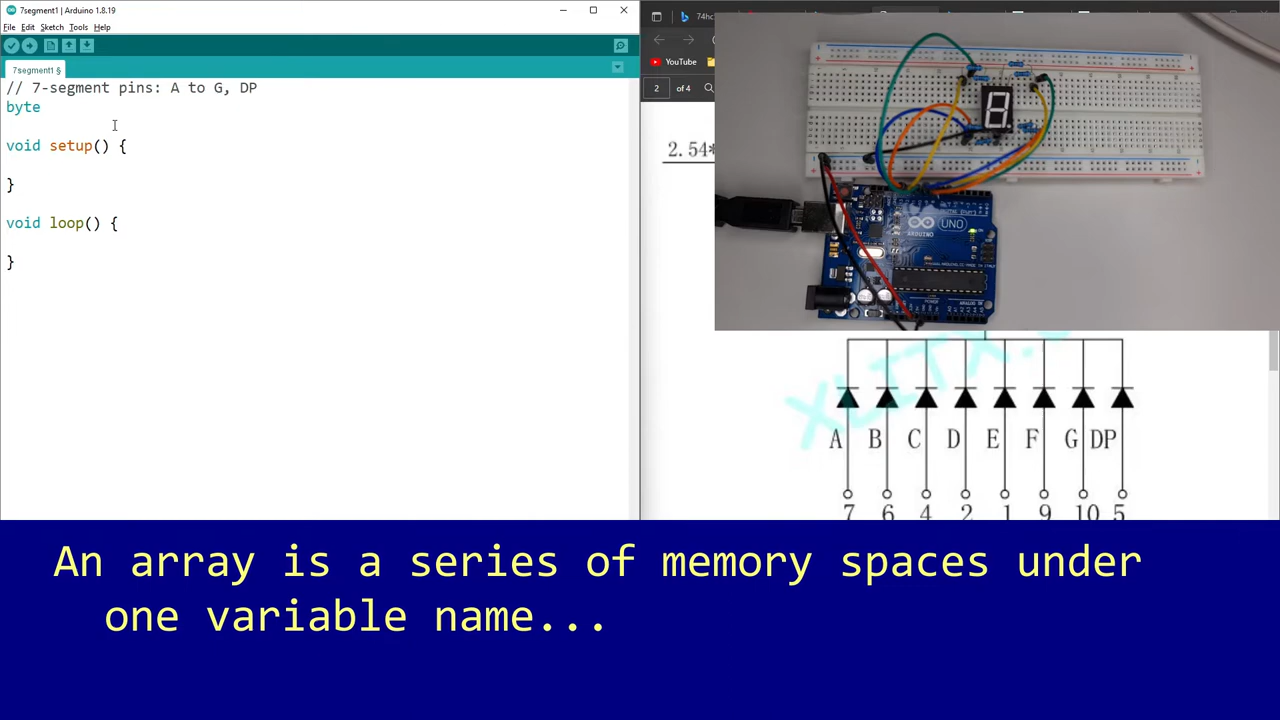 7segment1 | Arduino 1.8.19
File Edit Sketch Tools Help
7segment1 §
// 7-segment pins: A to G, DP
byte
void setup() {
}
void loop() {
}
74hc
YouTube
2 of 4
2.54*
UNO
XLITX.
A B C D E F G DP
7 6 4 2 1 9 10 5
An array is a series of memory spaces under
one variable name...